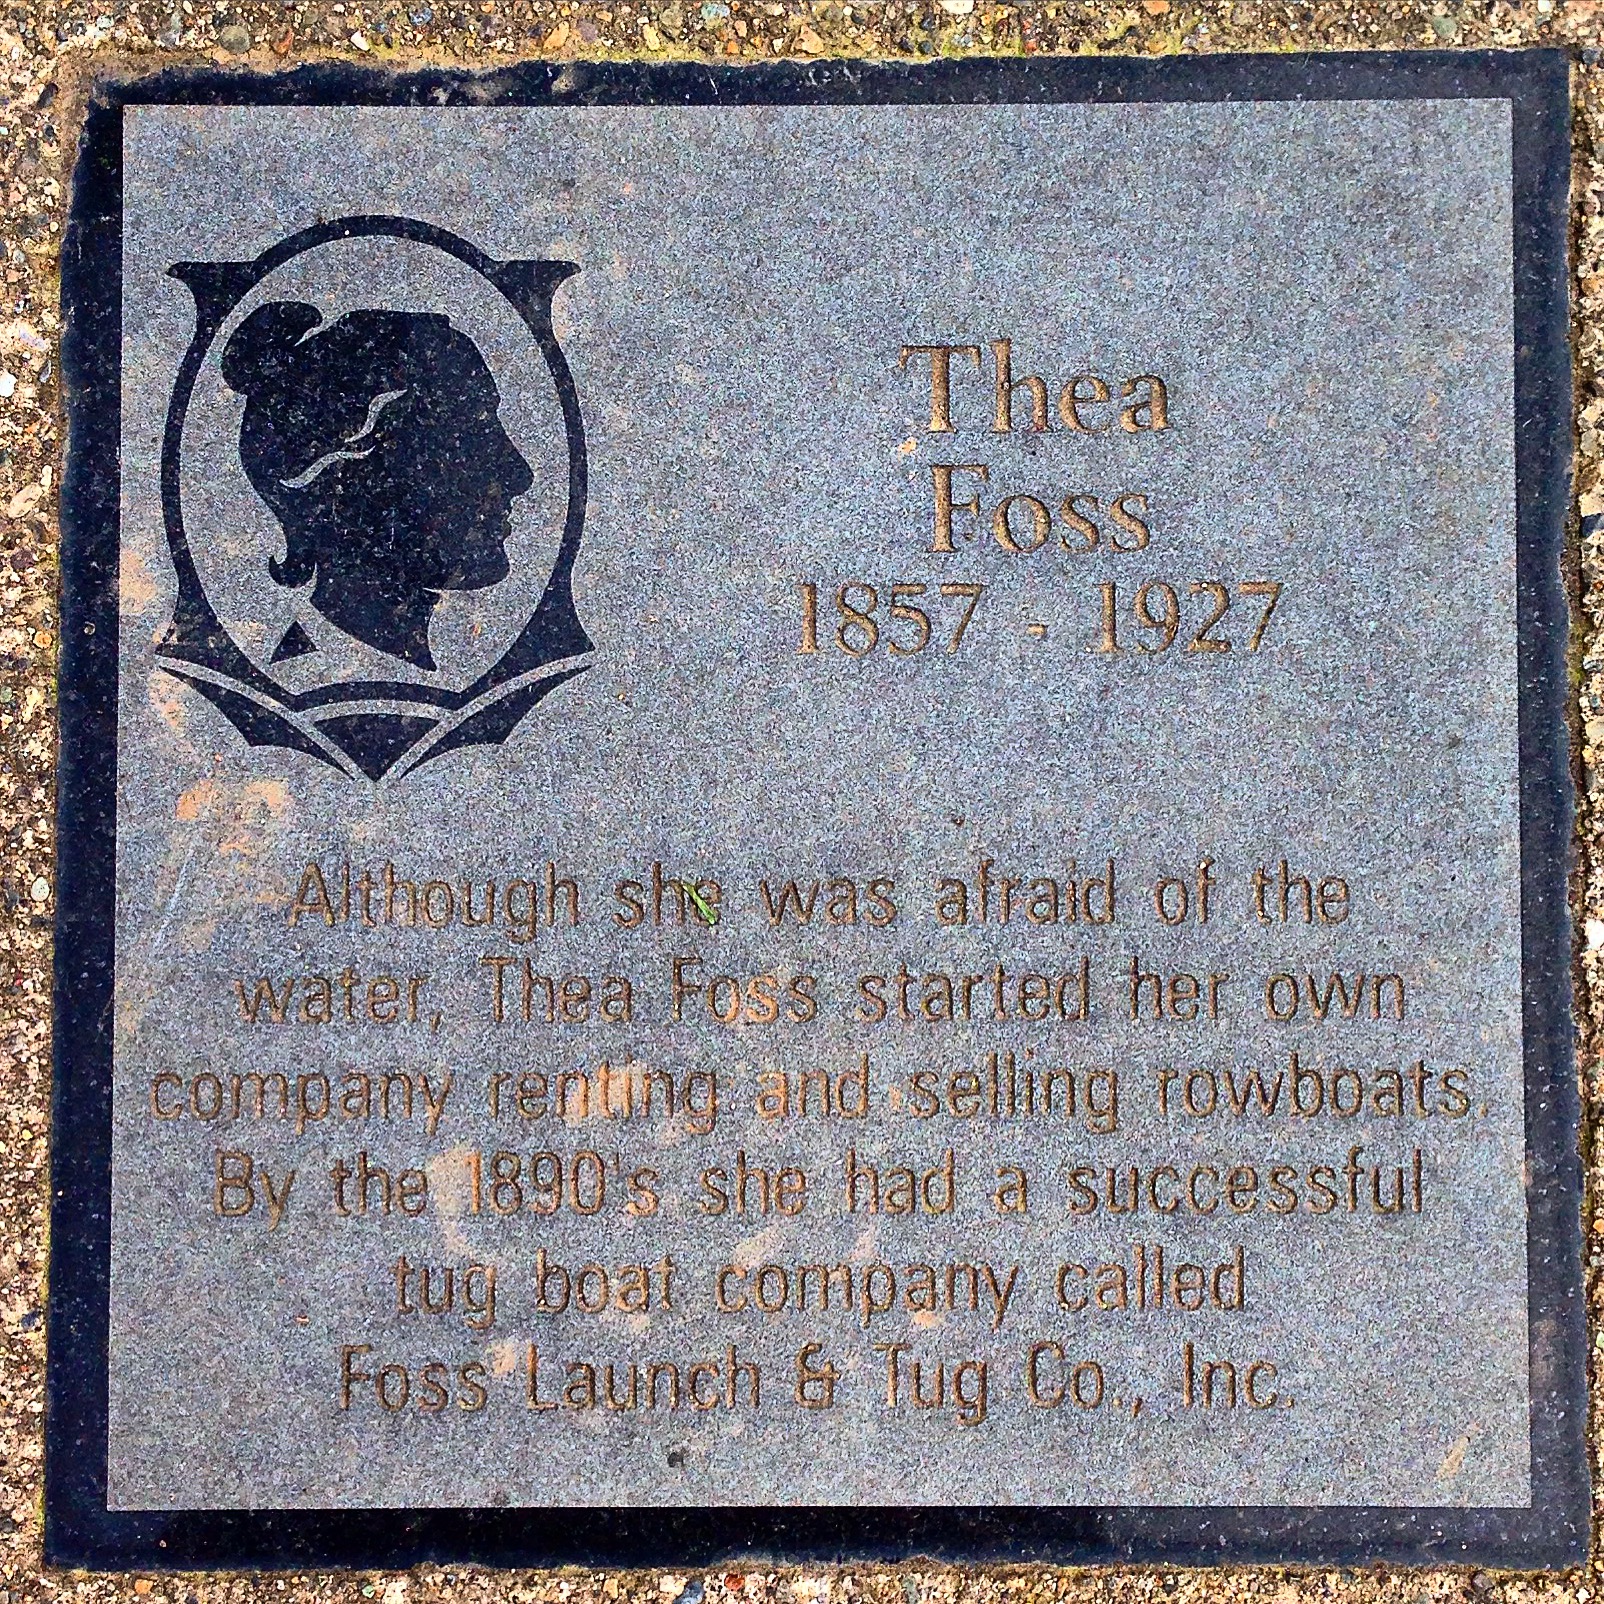 Thea
Foss
1857 - 1927
Although she was afraid of the
water, Thea Foss started her own
company renting and selling rowboats.
By the 1890's she had a successful
tug boat company called
Foss Launch & Tug Co., Inc.